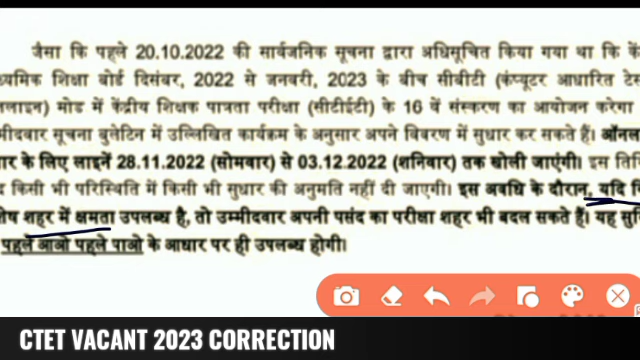 जैसा कि पहले 20.10.2022 की सार्वजनिक सूचना द्वारा अधिसूचित किया गया था कि कें
ध्यमिक शिक्षा बोर्ड दिसंबर, 2022 से जनवरी, 2023 के बीच सीबीटी (कंप्यूटर आधारित टे
नलाइन) मोड में केंद्रीय शिक्षक पात्रता परीक्षा (सीटीईटी) के 16 वें संस्करण का आयोजन करेगा
मीदवार सूचना बुलेटिन में उल्लिखित कार्यक्रम के अनुसार अपने विवरण में सुधार कर सकते हैं। ऑनल
ार के लिए लाइनें 28.11.2022 (सोमवार) से 03.12.2022 (शनिवार) तक खोली जाएंगी। इस ति
द किसी भी परिस्थिति में किसी भी सुधार की अनुमति नहीं दी जाएगी। इस अवधि के दौरान, यदि
शेष शहर में क्षमता उपलब्ध है, तो उम्मीदवार अपनी पसंद का परीक्षा शहर भी बदल सकते हैं। यह सु
पहले आओ पहले पाओ के आधार पर ही उपलब्ध होगी।
CTET VACANT 2023 CORRECTION